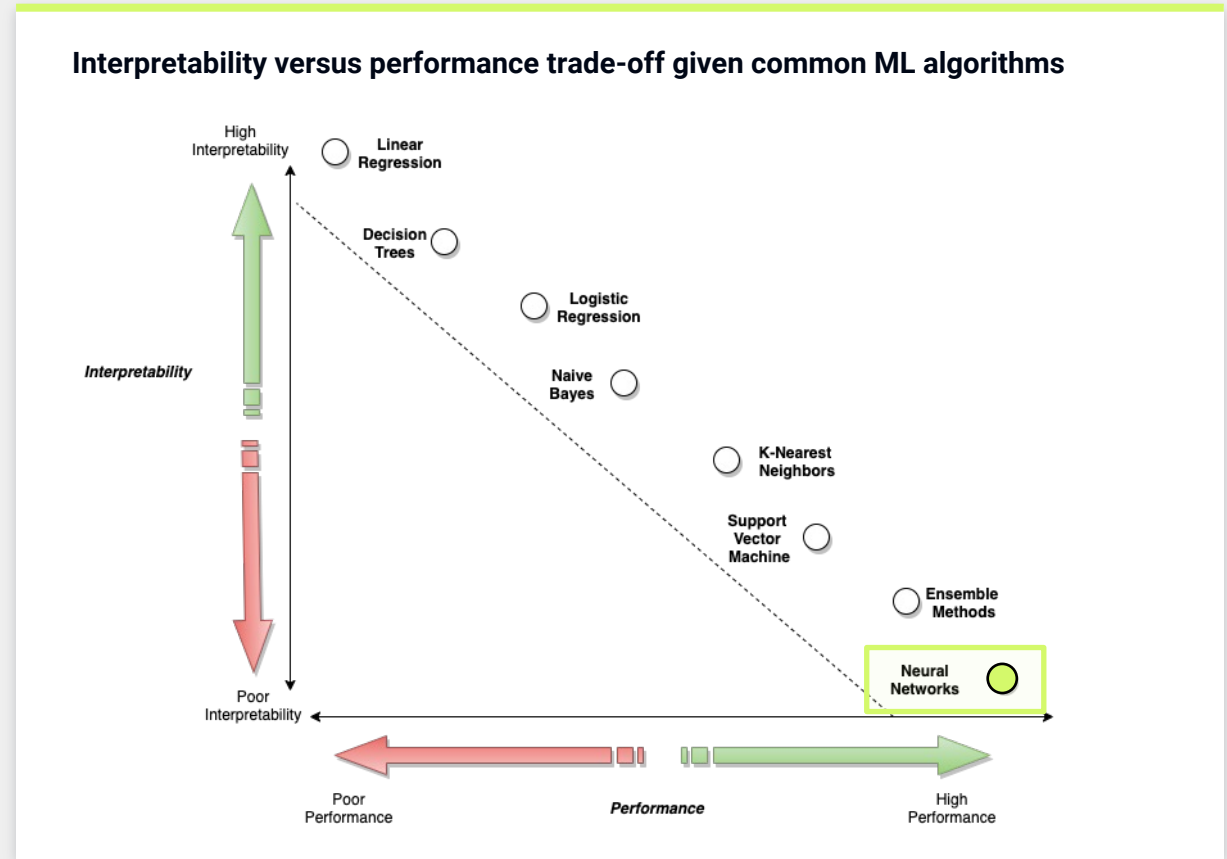 Interpretability versus performance trade-off given common ML algorithms
High
Interpretability
Linear
Regression
Decision
Trees
Logistic
Regression
Interpretability
Naive
Bayes
K-Nearest
Neighbors
Support
Vector
Machine
Ensemble
Methods
Neural
Networks
Poor
Interpretability
Poor
Performance
Performance
High
Performance